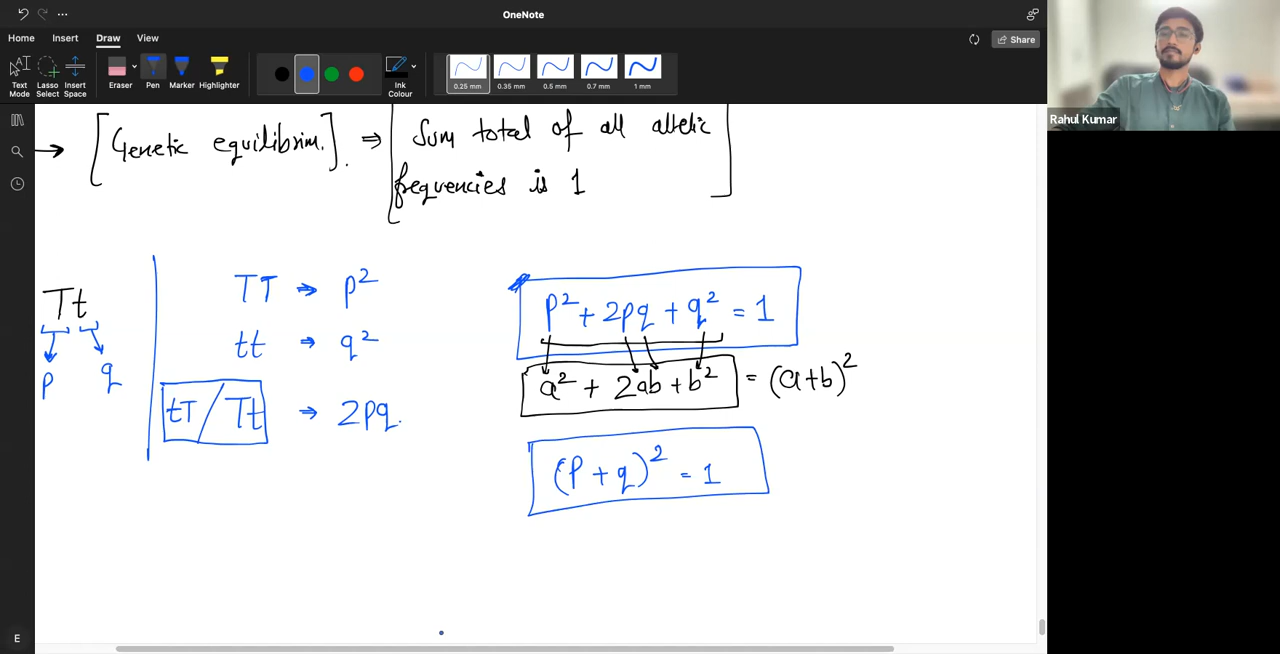 OneNote
Home Insert Draw View
Share
Text Mode
Lasso Select
Insert Space
Eraser
Pen
Marker
Highlighter
Ink Colour
0.25 mm
0.35 mm
0.5 mm
0.7 mm
1 mm
Rahul Kumar
→ [Genetic equilibrim.]. ⇒ [Sum total of all allelic
frequencies is 1]
Tt
p q
TT ⇒ p²
tt ⇒ q²
tT/Tt ⇒ 2pq.
p² + 2pq + q² = 1
a² + 2ab + b² = (a+b)²
(P + q)² = 1
E